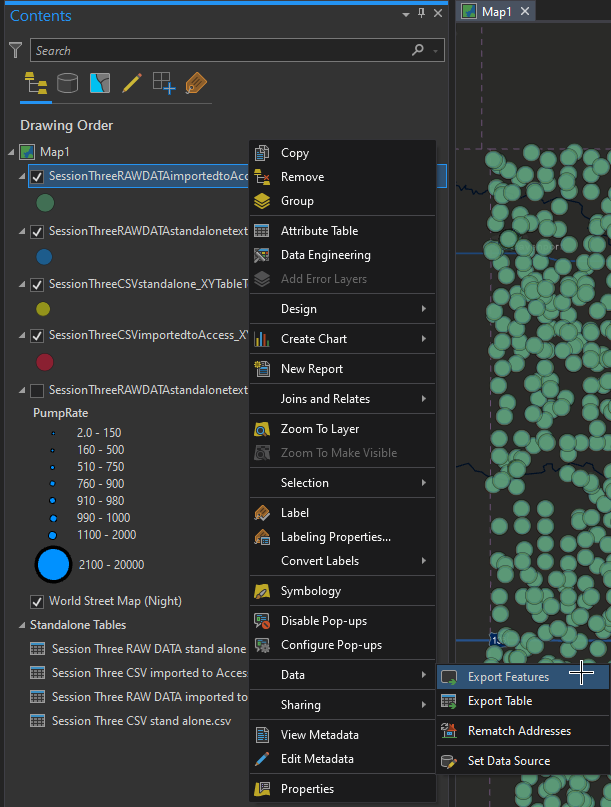 Contents
Map1
Search
Drawing Order
Map1
SessionThreeRAWDATAimportedtoAcc
SessionThreeRAWDATAstandalonetext
SessionThreeCSVstandalone_XYTableT
SessionThreeCSVimportedtoAccess_XY
SessionThreeRAWDATAstandalonetext
PumpRate
2.0 - 150
160 - 500
510 - 750
760 - 900
910 - 980
990 - 1000
1100 - 2000
2100 - 20000
World Street Map (Night)
Standalone Tables
Session Three RAW DATA stand alone
Session Three CSV imported to Access
Session Three RAW DATA imported to
Session Three CSV stand alone.csv
Copy
Remove
Group
Attribute Table
Data Engineering
Add Error Layers
Design
Create Chart
New Report
Joins and Relates
Zoom To Layer
Zoom To Make Visible
Selection
Label
Labeling Properties...
Convert Labels
Symbology
Disable Pop-ups
Configure Pop-ups
Data
Sharing
View Metadata
Edit Metadata
Properties
Export Features
Export Table
Rematch Addresses
Set Data Source